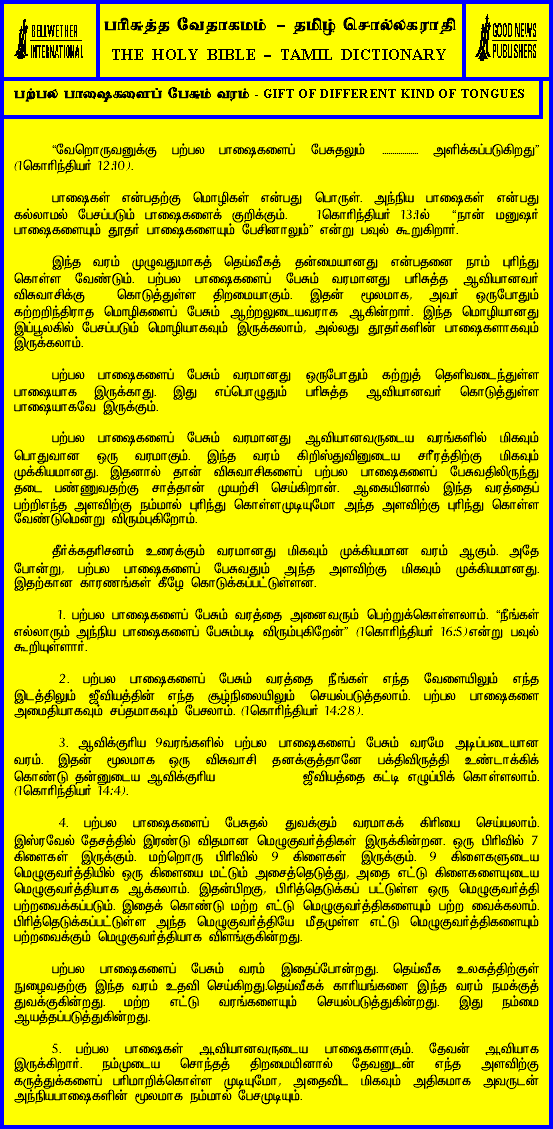 BELLWETHER
INTERNATIONAL
பரிசுத்த வேதாகமம் – தமிழ் சொல்லகராதி
THE HOLY BIBLE – TAMIL DICTIONARY
GOOD NEWS
PUBLISHERS
பற்பல பாஷைகளைப் பேசும் வரம் - GIFT OF DIFFERENT KIND OF TONGUES
“வேறொருவனுக்கு பற்பல பாஷைகளைப் பேசுதலும் ................ அளிக்கப்படுகிறது”
(1கொரிந்தியர் 12:10).
பாஷைகள் என்பதற்கு மொழிகள் என்பது பொருள். அந்நிய பாஷைகள் என்பது
கல்லாமல் பேசப்படும் பாஷைகளைக் குறிக்கும். 1கொரிந்தியர் 13:1ல் “நான் மனுஷர்
பாஷைகளையும் தூதர் பாஷைகளையும் பேசினாலும்” என்று பவுல் கூறுகிறார்.
இந்த வரம் முழுவதுமாகத் தெய்வீகத் தன்மையானது என்பதனை நாம் புரிந்து
கொள்ள வேண்டும். பற்பல பாஷைகளைப் பேசும் வரமானது பரிசுத்த ஆவியானவர்
விசுவாசிக்கு கொடுத்துள்ள திறமையாகும். இதன் மூலமாக, அவர் ஒருபோதும்
கற்றறிந்திராத மொழிகளைப் பேசும் ஆற்றலுடையவராக ஆகின்றார். இந்த மொழியானது
இப்பூலகில் பேசப்படும் மொழியாகவும் இருக்கலாம், அல்லது தூதர்களின் பாஷைகளாகவும்
இருக்கலாம்.
பற்பல பாஷைகளைப் பேசும் வரமானது ஒருபோதும் கற்றுத் தெளிவடைந்துள்ள
பாஷையாக இருக்காது. இது எப்பொழுதும் பரிசுத்த ஆவியானவர் கொடுத்துள்ள
பாஷையாகவே இருக்கும்.
பற்பல பாஷைகளைப் பேசும் வரமானது ஆவியானவருடைய வரங்களில் மிகவும்
பொதுவான ஒரு வரமாகும். இந்த வரம் கிறிஸ்துவினுடைய சரீரத்திற்கு மிகவும்
முக்கியமானது. இதனால் தான் விசுவாசிகளைப் பற்பல பாஷைகளைப் பேசுவதிலிருந்து
தடை பண்ணுவதற்கு சாத்தான் முயற்சி செய்கிறான். ஆகையினால் இந்த வரத்தைப்
பற்றிஎந்த அளவிற்கு நம்மால் புரிந்து கொள்ளமுடியுமோ அந்த அளவிற்கு புரிந்து கொள்ள
வேண்டுமென்று விரும்புகிறோம்.
தீர்க்கதரிசனம் உரைக்கும் வரமானது மிகவும் முக்கியமான வரம் ஆகும். அதே
போன்று, பற்பல பாஷைகளைப் பேசுவதும் அந்த அளவிற்கு மிகவும் முக்கியமானது.
இதற்கான காரணங்கள் கீழே கொடுக்கப்பட்டுள்ளன.
1. பற்பல பாஷைகளைப் பேசும் வரத்தை அனைவரும் பெற்றுக்கொள்ளலாம். “நீங்கள்
எல்லாரும் அந்நிய பாஷைகளைப் பேசும்படி விரும்புகிறேன்” (1கொரிந்தியர் 16:5)என்று பவுல்
கூறியுள்ளார்.
2. பற்பல பாஷைகளைப் பேசும் வரத்தை நீங்கள் எந்த வேளையிலும் எந்த
இடத்திலும் ஜீவியத்தின் எந்த சூழ்நிலையிலும் செயல்படுத்தலாம். பற்பல பாஷைகளை
அமைதியாகவும் சப்தமாகவும் பேசலாம். (1கொரிந்தியர் 14:28).
3. ஆவிக்குரிய 9வரங்களில் பற்பல பாஷைகளைப் பேசும் வரமே அடிப்படையான
வரம். இதன் மூலமாக ஒரு விசுவாசி தனக்குத்தானே பக்திவிருத்தி உண்டாக்கிக்
கொண்டு தன்னுடைய ஆவிக்குரிய ஜீவியத்தை கட்டி எழுப்பிக் கொள்ளலாம்.
(1கொரிந்தியர் 14:4).
4. பற்பல பாஷைகளைப் பேசுதல் துவக்கும் வரமாகக் கிரியை செய்யலாம்.
இஸ்ரவேல் தேசத்தில் இரண்டு விதமான மெழுகுவர்த்திகள் இருக்கின்றன. ஒரு பிரிவில் 7
கிளைகள் இருக்கும். மற்றொரு பிரிவில் 9 கிளைகள் இருக்கும். 9 கிளைகளுடைய
மெழுகுவர்த்தியில் ஒரு கிளையை மட்டும் அசைத்தெடுத்து, அதை எட்டு கிளைகளையுடைய
மெழுகுவர்த்தியாக ஆக்கலாம். இதன்பிறகு, பிரித்தெடுக்கப் பட்டுள்ள ஒரு மெழுகுவர்த்தி
பற்றவைக்கப்படும். இதைக் கொண்டு மற்ற எட்டு மெழுகுவர்த்திகளையும் பற்ற வைக்கலாம்.
பிரித்தெடுக்கப்பட்டுள்ள அந்த மெழுகுவர்த்தியே மீதமுள்ள எட்டு மெழுகுவர்த்திகளையும்
பற்றவைக்கும் மெழுகுவர்த்தியாக விளங்குகின்றது.
பற்பல பாஷைகளைப் பேசும் வரம் இதைப்போன்றது. தெய்வீக உலகத்திற்குள்
நுழைவதற்கு இந்த வரம் உதவி செய்கிறது.தெய்வீகக் காரியங்களை இந்த வரம் நமக்குத்
துவக்குகின்றது. மற்ற எட்டு வரங்களையும் செயல்படுத்துகின்றது. இது நம்மை
ஆயத்தப்படுத்துகின்றது.
5. பற்பல பாஷைகள் ஆவியானவருடைய பாஷைகளாகும். தேவன் ஆவியாக
இருக்கிறார். நம்முடைய சொந்தத் திறமையினால் தேவனுடன் எந்த அளவிற்கு
கருத்துக்களைப் பரிமாறிக்கொள்ள முடியுமோ, அதைவிட மிகவும் அதிகமாக அவருடன்
அந்நியபாஷைகளின் மூலமாக நம்மால் பேசமுடியும்.